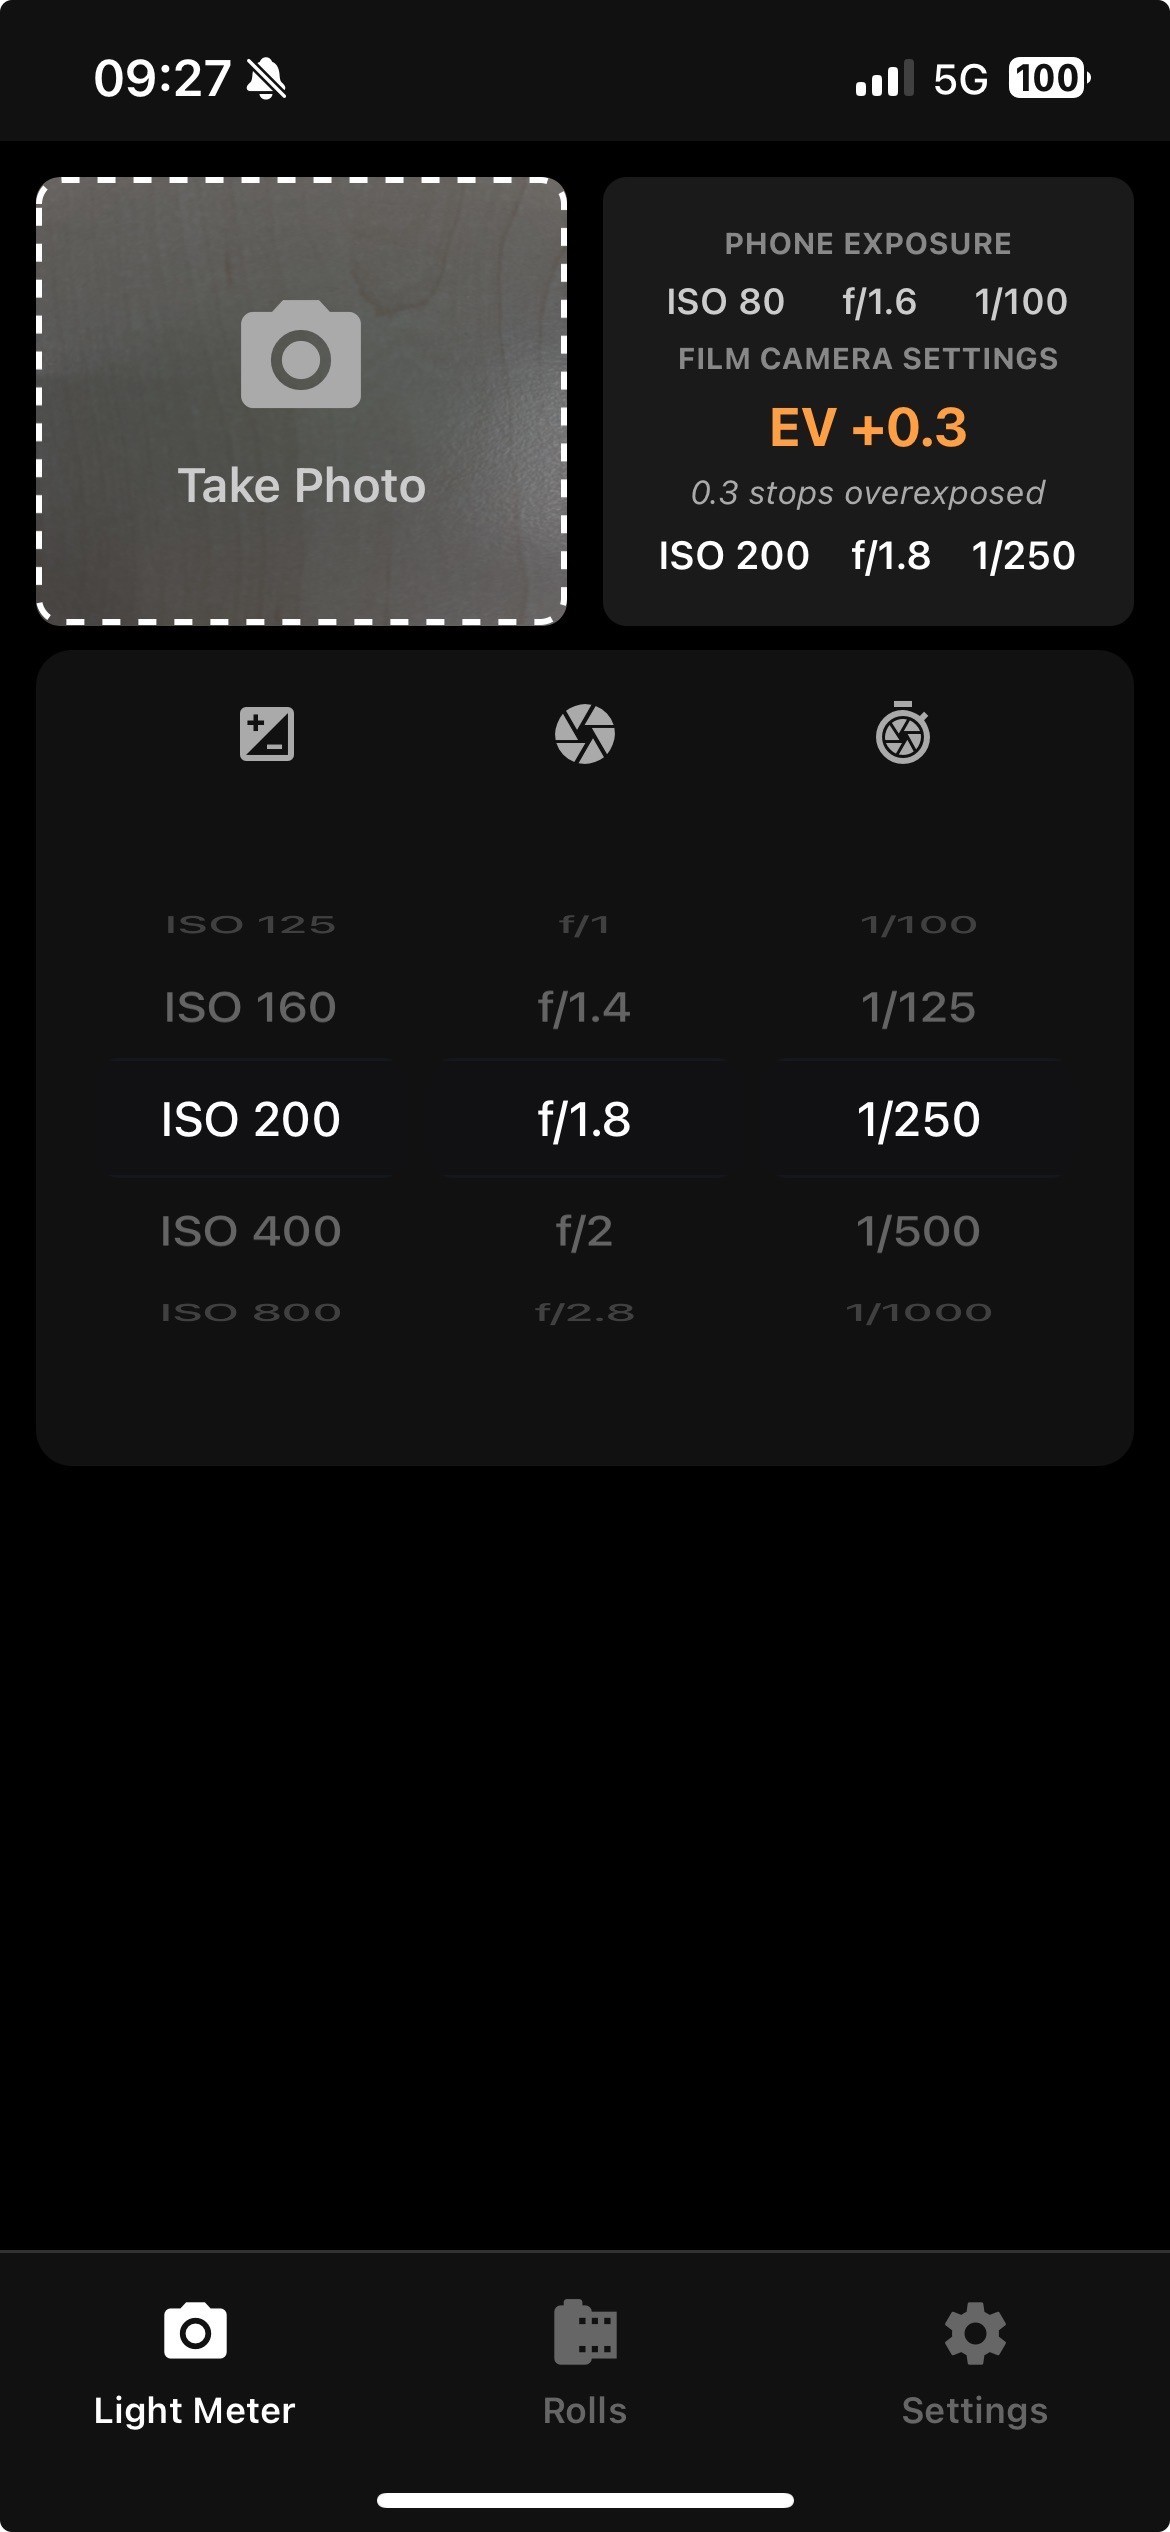 09:27 5G 100
Take Photo
PHONE EXPOSURE
ISO 80 f/1.6 1/100
FILM CAMERA SETTINGS
EV +0.3
0.3 stops overexposed
ISO 200 f/1.8 1/250
ISO 125 f/1 1/100
ISO 160 f/1.4 1/125
ISO 200 f/1.8 1/250
ISO 400 f/2 1/500
ISO 800 f/2.8 1/1000
Light Meter Rolls Settings